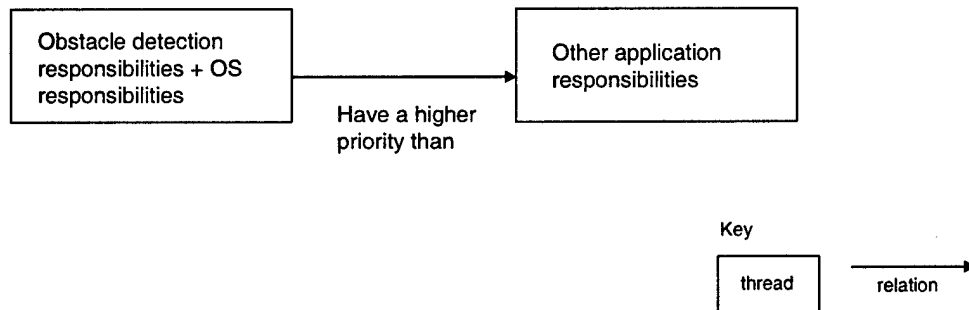 Obstacle detection
responsibilities + OS
responsibilities
Have a higher
priority than
Other application
responsibilities
Key
thread
relation